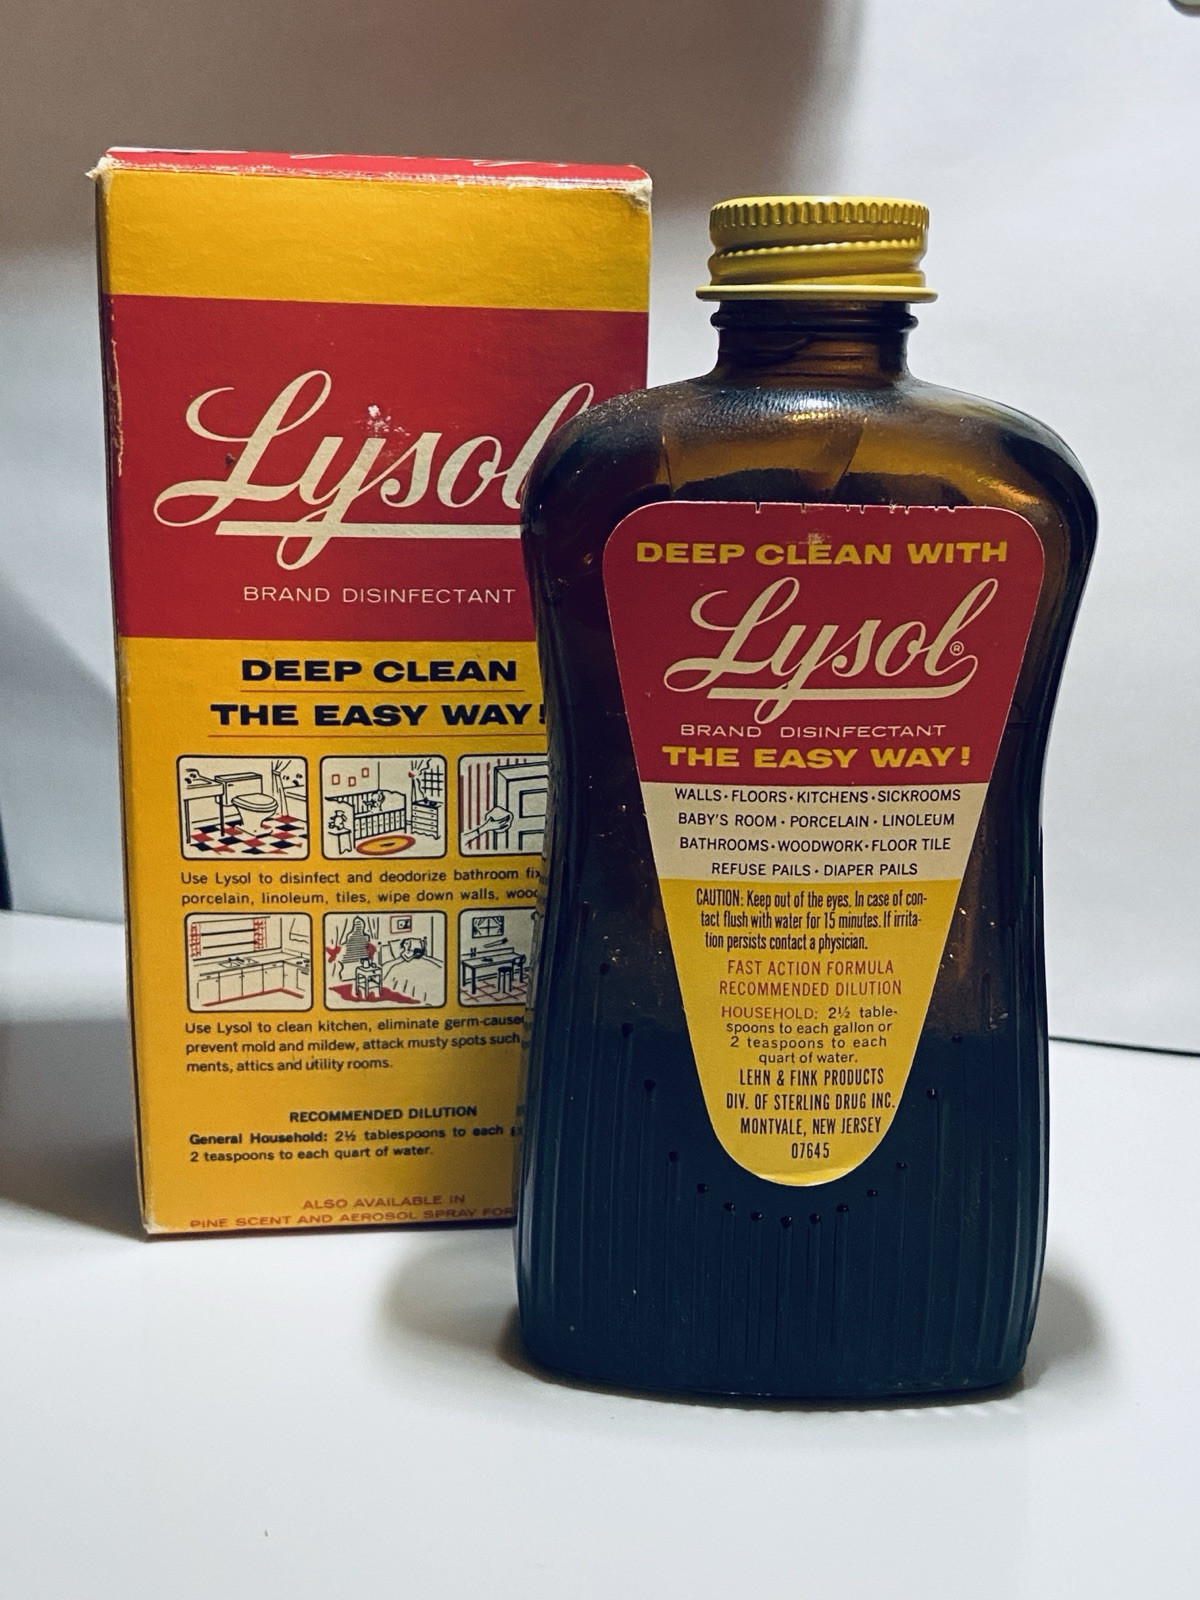 Lysol
BRAND DISINFECTANT
DEEP CLEAN
THE EASY WAY!
Use Lysol to disinfect and deodorize bathroom
porcelain, linoleum, tiles, wipe down walls,
Use Lysol to clean kitchen, eliminate
prevent mold and mildew, attack musty spots such
ments, attics and utility rooms.
RECOMMENDED DILUTION
General Household: 2½ tablespoons to each
2 teaspoons to each quart of water.
ALSO AVAILABLE IN
PINE SCENT AND AEROSOL SPRAY
DEEP CLEAN WITH
Lysol®
BRAND DISINFECTANT
THE EASY WAY!
WALLS · FLOORS · KITCHENS · SICKROOMS
BABY'S ROOM · PORCELAIN · LINOLEUM
BATHROOMS · WOODWORK · FLOOR TILE
REFUSE PAILS · DIAPER PAILS
CAUTION: Keep out of the eyes. In case of con-
tact flush with water for 15 minutes. If irrita-
tion persists contact a physician.
FAST ACTION FORMULA
RECOMMENDED DILUTION
HOUSEHOLD: 2½ table-
spoons to each gallon or
2 teaspoons to each
quart of water.
LEHN & FINK PRODUCTS
DIV. OF STERLING DRUG INC.
MONTVALE, NEW JERSEY
07645